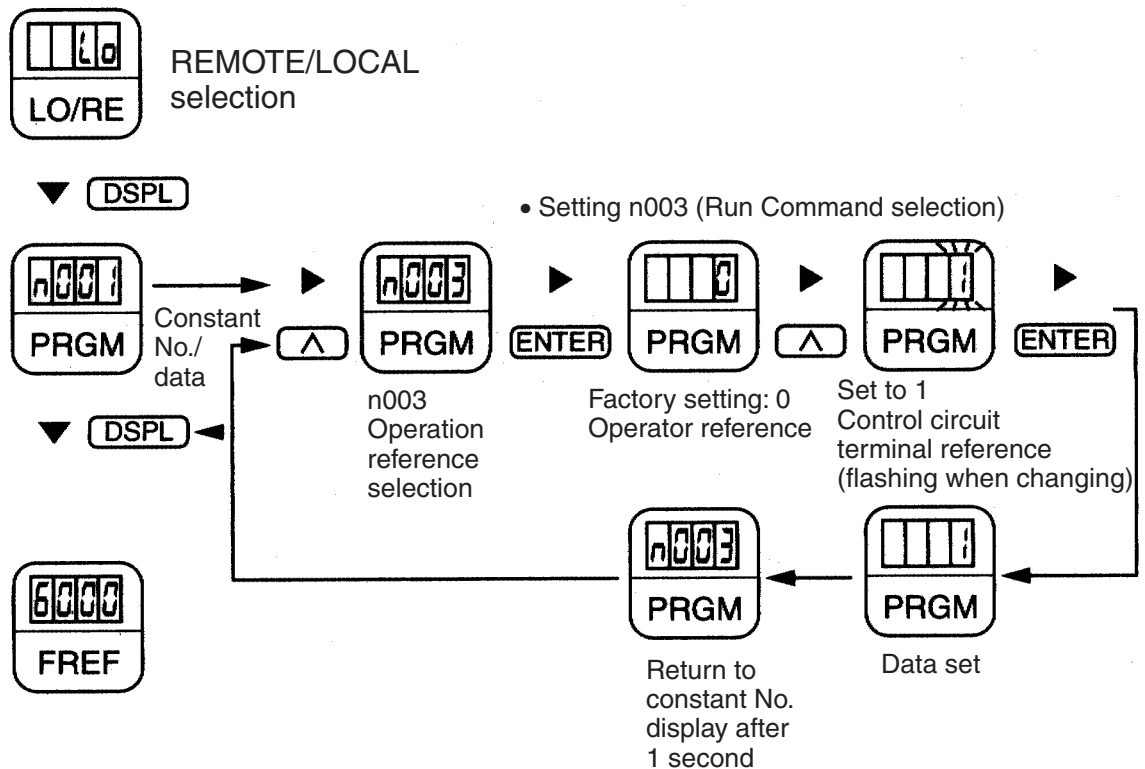 Lo
LO/RE
REMOTE/LOCAL
selection
DSPL
• Setting n003 (Run Command selection)
n001
PRGM
Constant
No./
data
∧
n003
PRGM
ENTER
0
PRGM
∧
1
PRGM
ENTER
n003
Operation
reference
selection
Factory setting: 0
Operator reference
Set to 1
Control circuit
terminal reference
(flashing when changing)
DSPL
n003
PRGM
1
PRGM
60.00
FREF
Return to
constant No.
display after
1 second
Data set